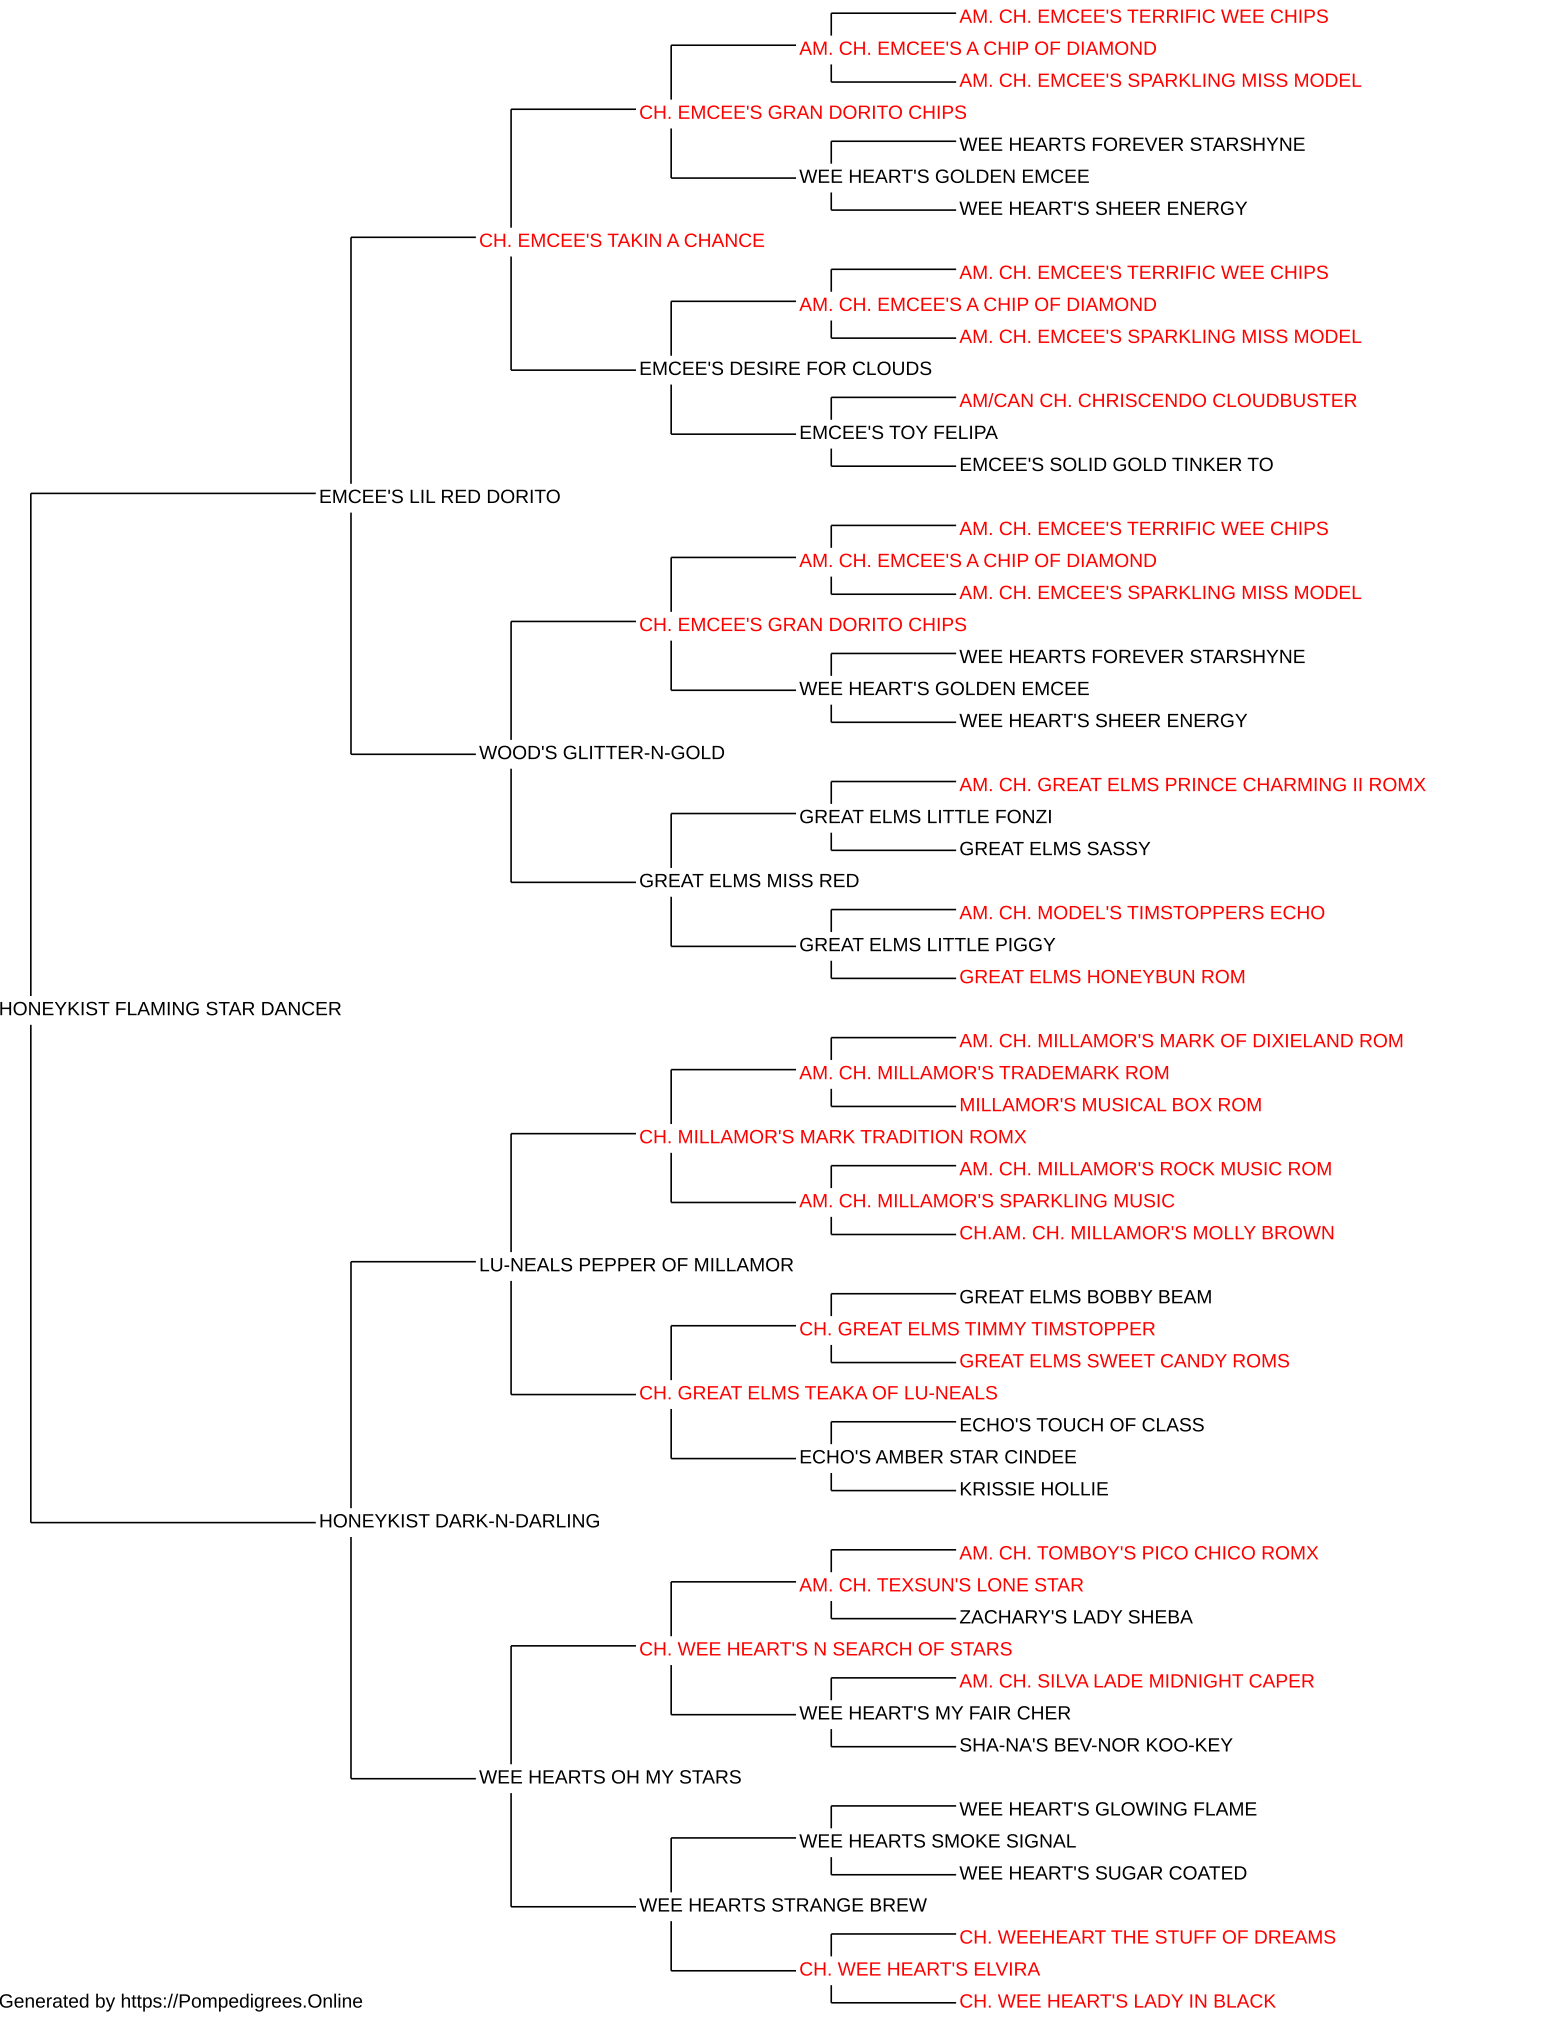 AM. CH. EMCEE'S TERRIFIC WEE CHIPS
AM. CH. EMCEE'S A CHIP OF DIAMOND
AM. CH. EMCEE'S SPARKLING MISS MODEL
CH. EMCEE'S GRAN DORITO CHIPS
WEE HEARTS FOREVER STARSHYNE
WEE HEART'S GOLDEN EMCEE
WEE HEART'S SHEER ENERGY
CH. EMCEE'S TAKIN A CHANCE
AM. CH. EMCEE'S TERRIFIC WEE CHIPS
AM. CH. EMCEE'S A CHIP OF DIAMOND
AM. CH. EMCEE'S SPARKLING MISS MODEL
EMCEE'S DESIRE FOR CLOUDS
AM/CAN CH. CHRISCENDO CLOUDBUSTER
EMCEE'S TOY FELIPA
EMCEE'S SOLID GOLD TINKER TO
EMCEE'S LIL RED DORITO
AM. CH. EMCEE'S TERRIFIC WEE CHIPS
AM. CH. EMCEE'S A CHIP OF DIAMOND
AM. CH. EMCEE'S SPARKLING MISS MODEL
CH. EMCEE'S GRAN DORITO CHIPS
WEE HEARTS FOREVER STARSHYNE
WEE HEART'S GOLDEN EMCEE
WEE HEART'S SHEER ENERGY
WOOD'S GLITTER-N-GOLD
AM. CH. GREAT ELMS PRINCE CHARMING II ROMX
GREAT ELMS LITTLE FONZI
GREAT ELMS SASSY
GREAT ELMS MISS RED
AM. CH. MODEL'S TIMSTOPPERS ECHO
GREAT ELMS LITTLE PIGGY
GREAT ELMS HONEYBUN ROM
HONEYKIST FLAMING STAR DANCER
AM. CH. MILLAMOR'S MARK OF DIXIELAND ROM
AM. CH. MILLAMOR'S TRADEMARK ROM
MILLAMOR'S MUSICAL BOX ROM
CH. MILLAMOR'S MARK TRADITION ROMX
AM. CH. MILLAMOR'S ROCK MUSIC ROM
AM. CH. MILLAMOR'S SPARKLING MUSIC
CH.AM. CH. MILLAMOR'S MOLLY BROWN
LU-NEALS PEPPER OF MILLAMOR
GREAT ELMS BOBBY BEAM
CH. GREAT ELMS TIMMY TIMSTOPPER
GREAT ELMS SWEET CANDY ROMS
CH. GREAT ELMS TEAKA OF LU-NEALS
ECHO'S TOUCH OF CLASS
ECHO'S AMBER STAR CINDEE
KRISSIE HOLLIE
HONEYKIST DARK-N-DARLING
AM. CH. TOMBOY'S PICO CHICO ROMX
AM. CH. TEXSUN'S LONE STAR
ZACHARY'S LADY SHEBA
CH. WEE HEART'S N SEARCH OF STARS
AM. CH. SILVA LADE MIDNIGHT CAPER
WEE HEART'S MY FAIR CHER
SHA-NA'S BEV-NOR KOO-KEY
WEE HEARTS OH MY STARS
WEE HEART'S GLOWING FLAME
WEE HEARTS SMOKE SIGNAL
WEE HEART'S SUGAR COATED
WEE HEARTS STRANGE BREW
CH. WEEHEART THE STUFF OF DREAMS
CH. WEE HEART'S ELVIRA
CH. WEE HEART'S LADY IN BLACK
Generated by https://Pompedigrees.Online